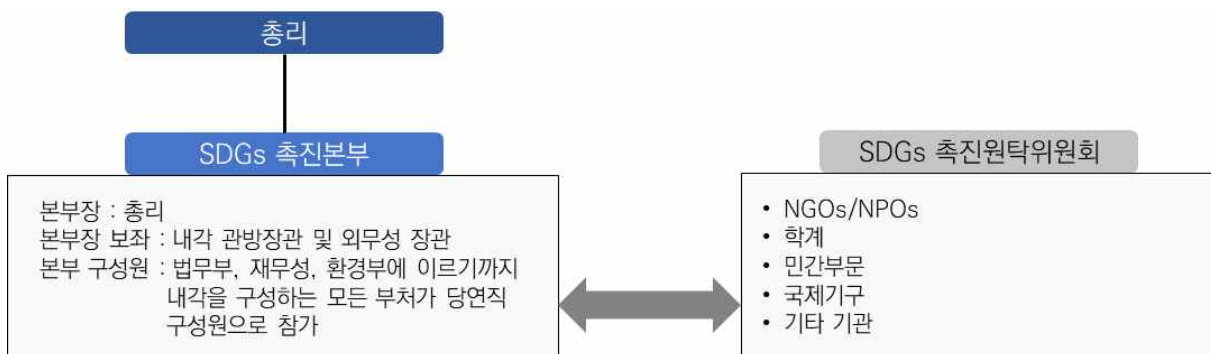 총리
SDGs 촉진본부
본부장 : 총리
본부장 보좌 : 내각 관방장관 및 외무성 장관
본부 구성원 : 법무부, 재무성, 환경부에 이르기까지
내각을 구성하는 모든 부처가 당연직
구성원으로 참가
SDGs 촉진원탁위원회
• NGOs/NPOs
• 학계
• 민간부문
• 국제기구
• 기타 기관